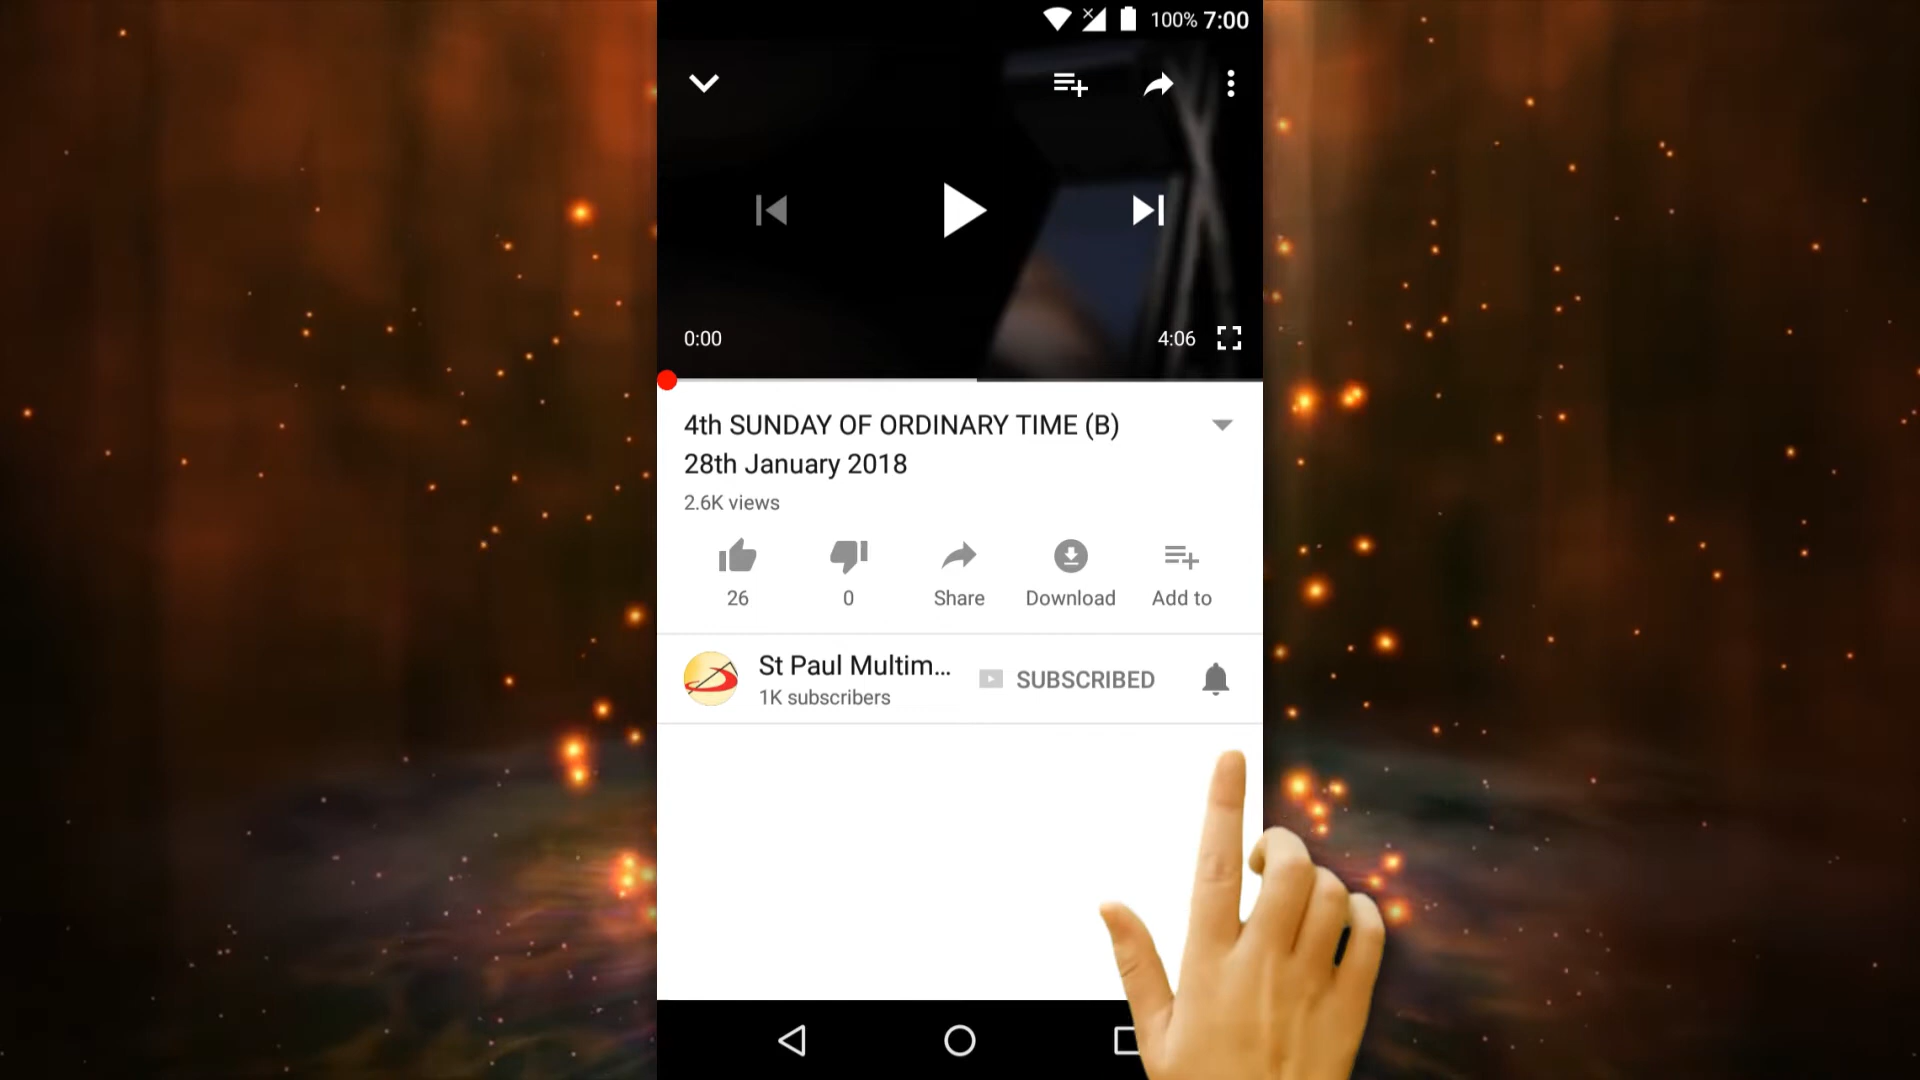 100% 7:00
0:00
4:06
4th SUNDAY OF ORDINARY TIME (B)
28th January 2018
2.6K views
26
0
Share
Download
Add to
St Paul Multim...
SUBSCRIBED
1K subscribers